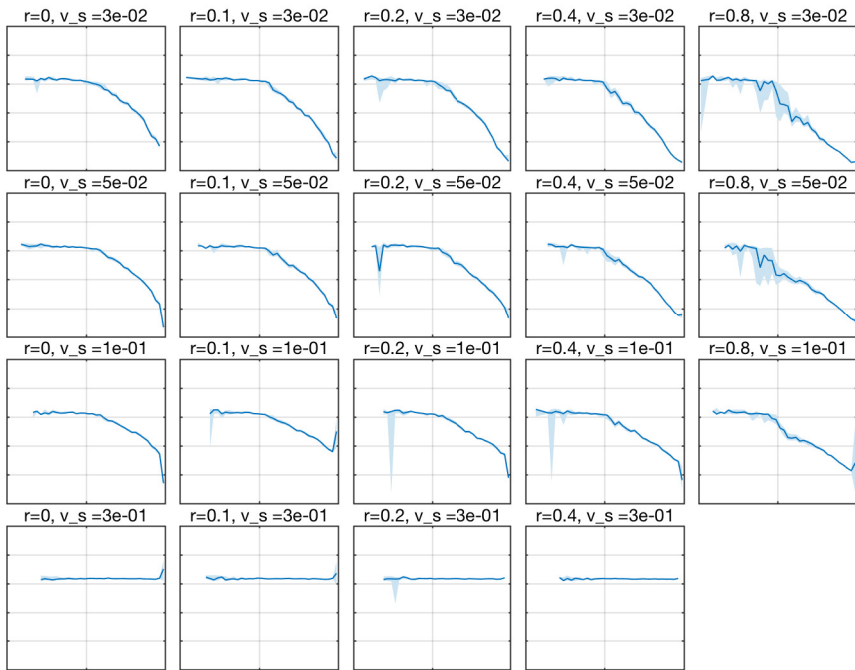 r=0, v_s =3e-02
r=0.1, v_s =3e-02
r=0.2, v_s =3e-02
r=0.4, v_s =3e-02
r=0.8, v_s =3e-02
r=0, v_s =5e-02
r=0.1, v_s =5e-02
r=0.2, v_s =5e-02
r=0.4, v_s =5e-02
r=0.8, v_s =5e-02
r=0, v_s =1e-01
r=0.1, v_s =1e-01
r=0.2, v_s =1e-01
r=0.4, v_s =1e-01
r=0.8, v_s =1e-01
r=0, v_s =3e-01
r=0.1, v_s =3e-01
r=0.2, v_s =3e-01
r=0.4, v_s =3e-01